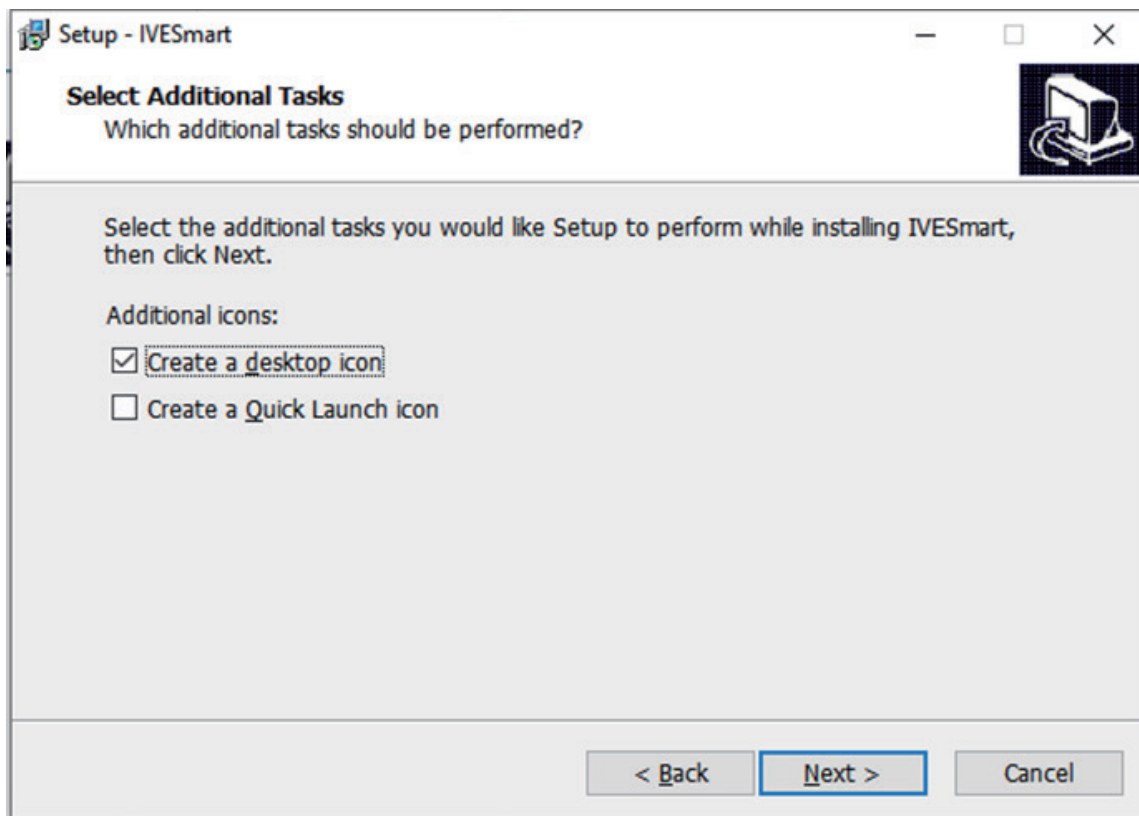 Setup - IVESmart
Select Additional Tasks
Which additional tasks should be performed?
Select the additional tasks you would like Setup to perform while installing IVESmart,
then click Next.
Additional icons:
Create a desktop icon
Create a Quick Launch icon
< Back Next > Cancel